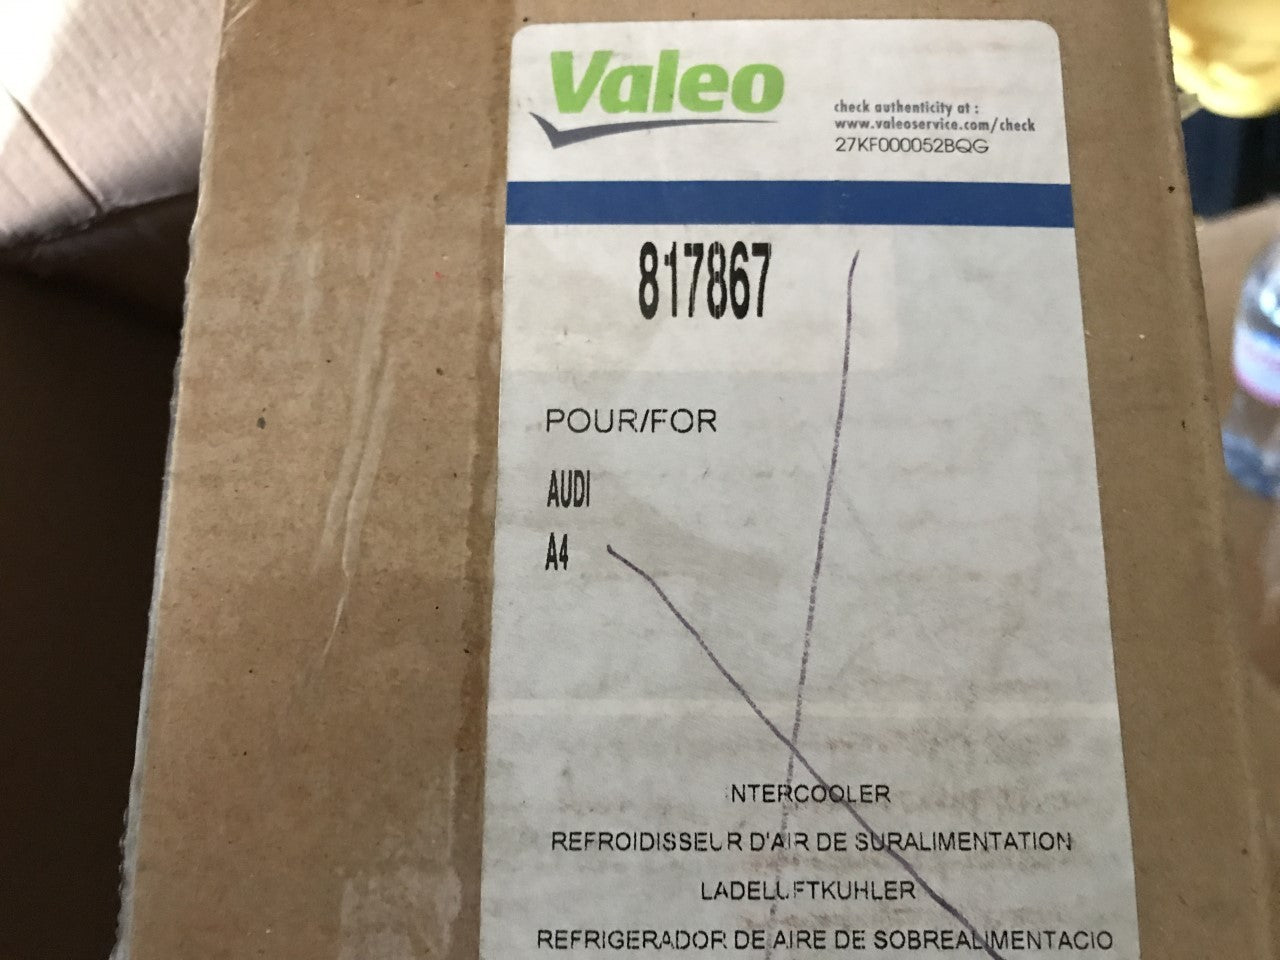 Valeo
check authenticity at :
www.valeoservice.com/check
27KF000052BQG
817867
POUR/FOR
AUDI
A4
NTERCOOLER
REFROIDISSEUR D'AIR DE SURALIMENTATION
LADELUFTKUHLER
REFRIGERADOR DE AIRE DE SOBREALIMENTACIO